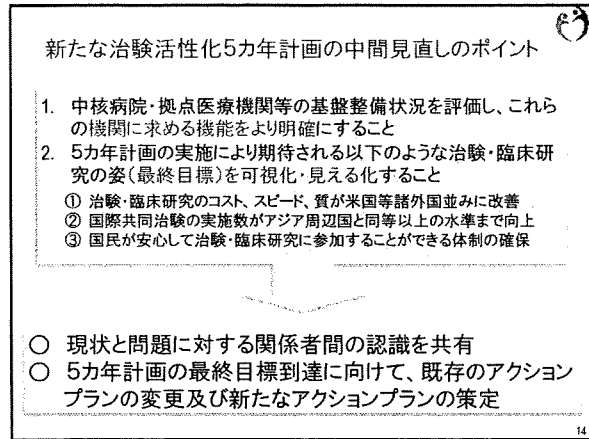 新たな治験活性化5カ年計画の中間見直しのポイント
1. 中核病院・拠点医療機関等の基盤整備状況を評価し、これら
の機関に求める機能をより明確にすること
2. 5カ年計画の実施により期待される以下のような治験・臨床研
究の姿(最終目標)を可視化・見える化すること
① 治験・臨床研究のコスト、スピード、質が米国等諸外国並みに改善
② 国際共同治験の実施数がアジア周辺国と同等以上の水準まで向上
③ 国民が安心して治験・臨床研究に参加することができる体制の確保
○ 現状と問題に対する関係者間の認識を共有
○ 5カ年計画の最終目標到達に向けて、既存のアクション
プランの変更及び新たなアクションプランの策定
14